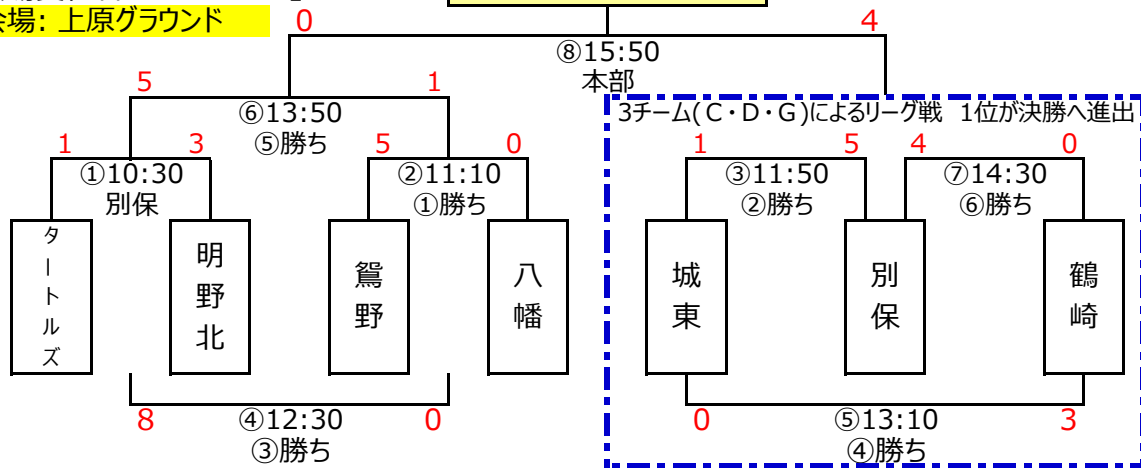 会場: 上原グラウンド
0 4
⑧15:50
本部
5 1
⑥13:50
⑤勝ち
3チーム(C・D・G)によるリーグ戦 1位が決勝へ進出
1 3 5 0 1 5 4 0
①10:30 ②11:10 ③11:50 ⑦14:30
別保 ①勝ち ②勝ち ⑥勝ち
タートルズ 明野北 鴛野 八幡 城東 別保 鶴崎
8 0 0 3
④12:30 ⑤13:10
③勝ち ④勝ち